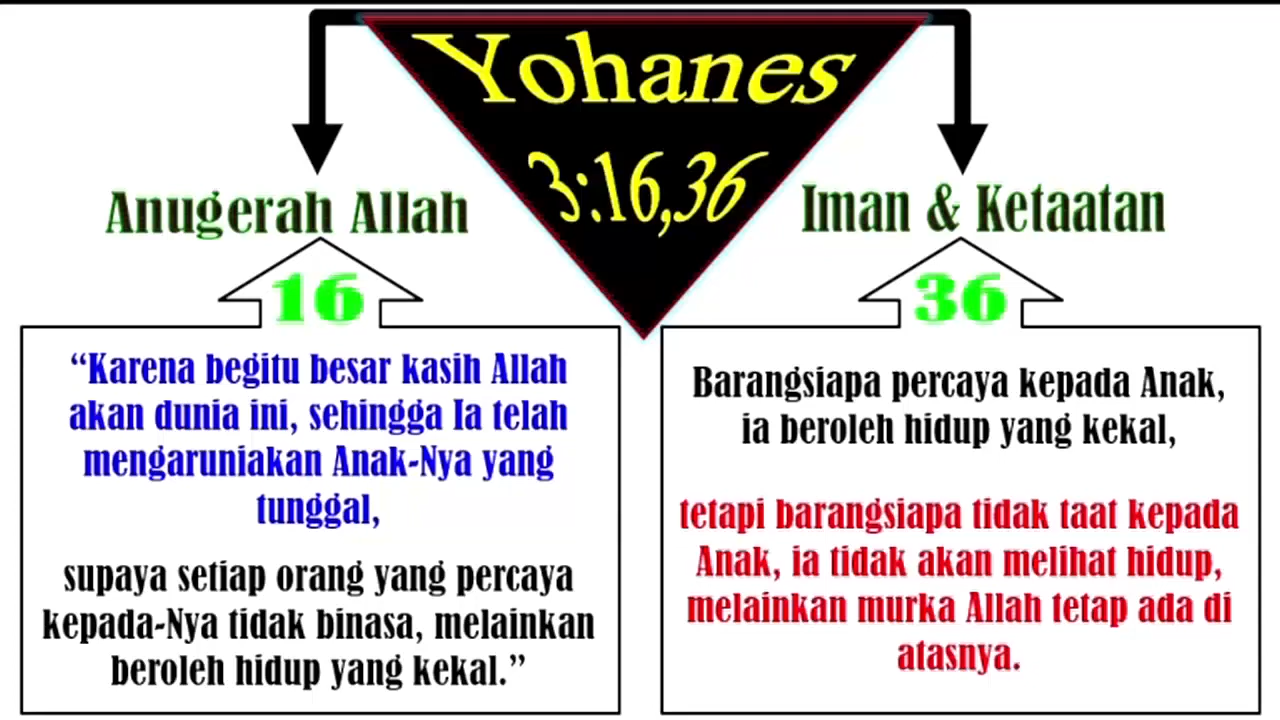 Yohanes
3:16,36
Anugerah Allah
Iman & Ketaatan
16
“Karena begitu besar kasih Allah
akan dunia ini, sehingga Ia telah
mengaruniakan Anak-Nya yang
tunggal,
supaya setiap orang yang percaya
kepada-Nya tidak binasa, melainkan
beroleh hidup yang kekal.”
36
Barangsiapa percaya kepada Anak,
ia beroleh hidup yang kekal,
tetapi barangsiapa tidak taat kepada
Anak, ia tidak akan melihat hidup,
melainkan murka Allah tetap ada di
atasnya.